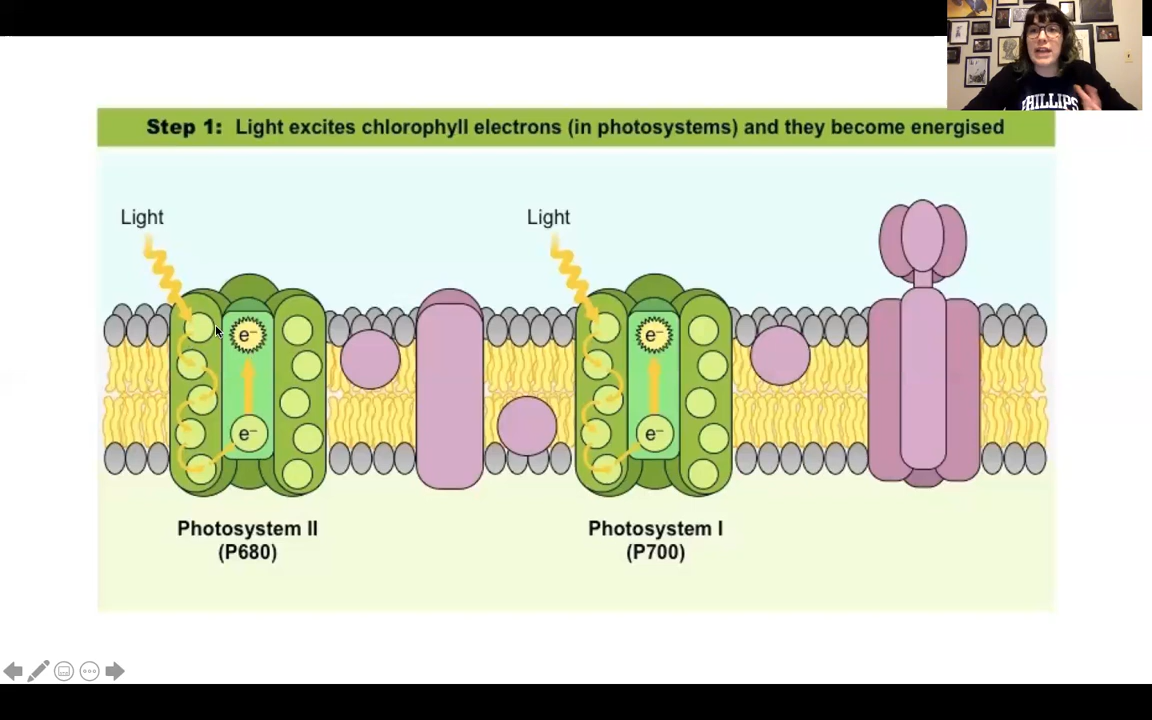 Step 1: Light excites chlorophyll electrons (in photosystems) and they become energised
Light
Light
e⁻
e⁻
e⁻
e⁻
Photosystem II
(P680)
Photosystem I
(P700)
PHILLIPS